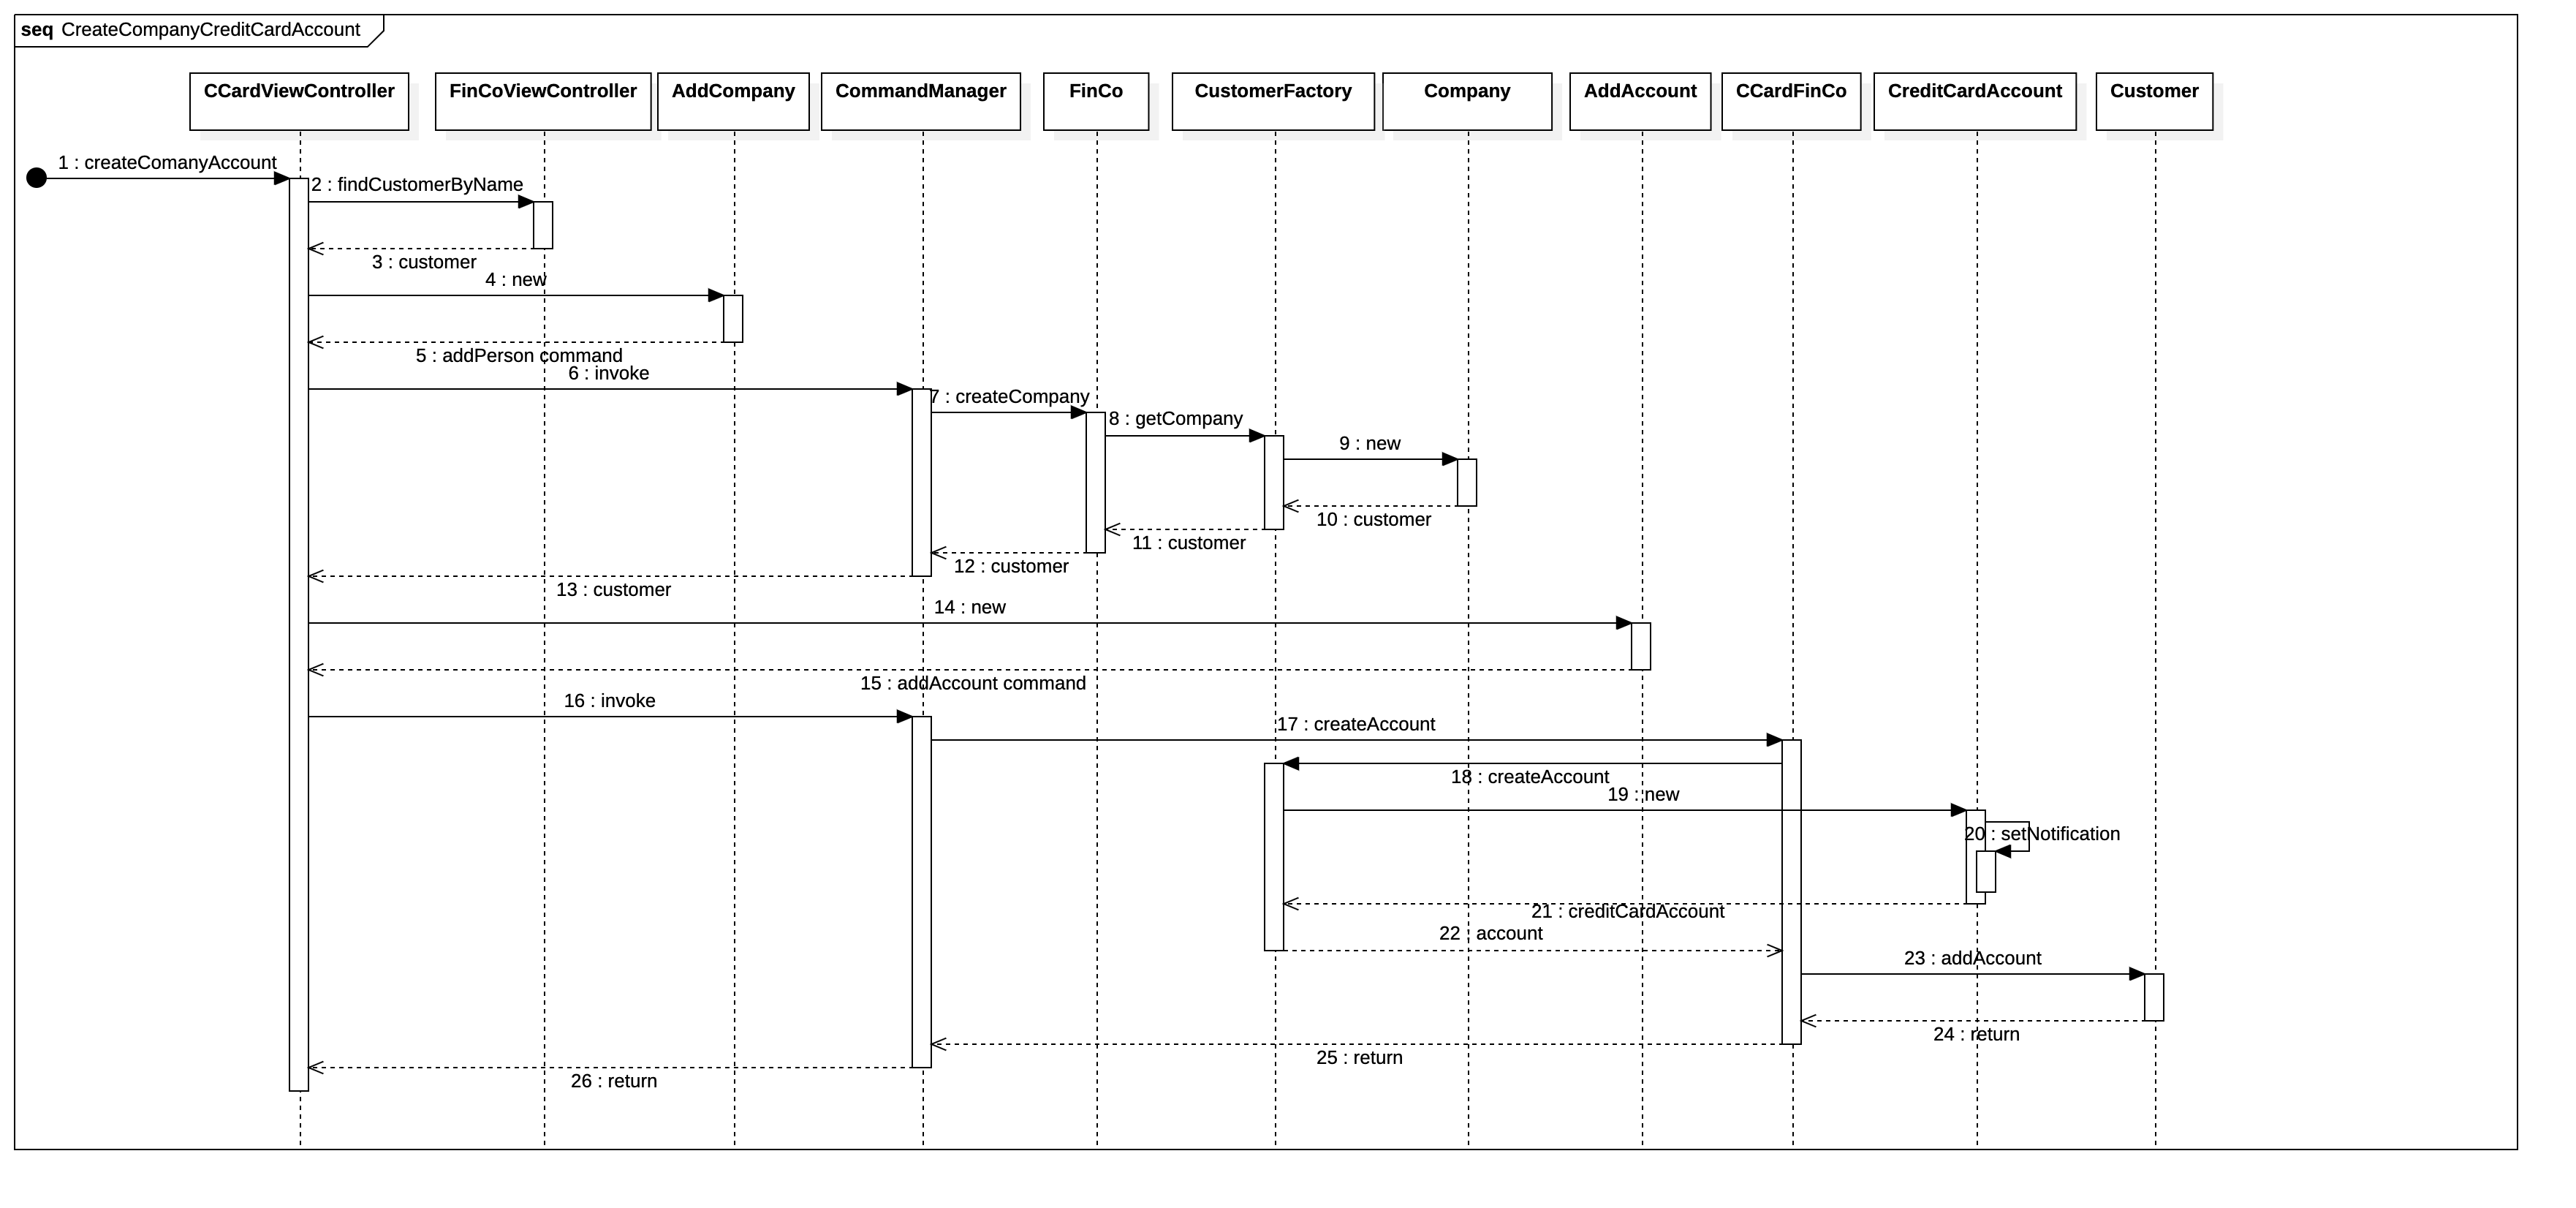 seq CreateCompanyCreditCardAccount
CCardViewController
FinCoViewController
AddCompany
CommandManager
FinCo
CustomerFactory
Company
AddAccount
CCardFinCo
CreditCardAccount
Customer
1 : createComanyAccount
2 : findCustomerByName
3 : customer
4 : new
5 : addPerson command
6 : invoke
7 : createCompany
8 : getCompany
9 : new
10 : customer
11 : customer
12 : customer
13 : customer
14 : new
15 : addAccount command
16 : invoke
17 : createAccount
18 : createAccount
19 : new
20 : setNotification
21 : creditCardAccount
22 : account
23 : addAccount
24 : return
25 : return
26 : return